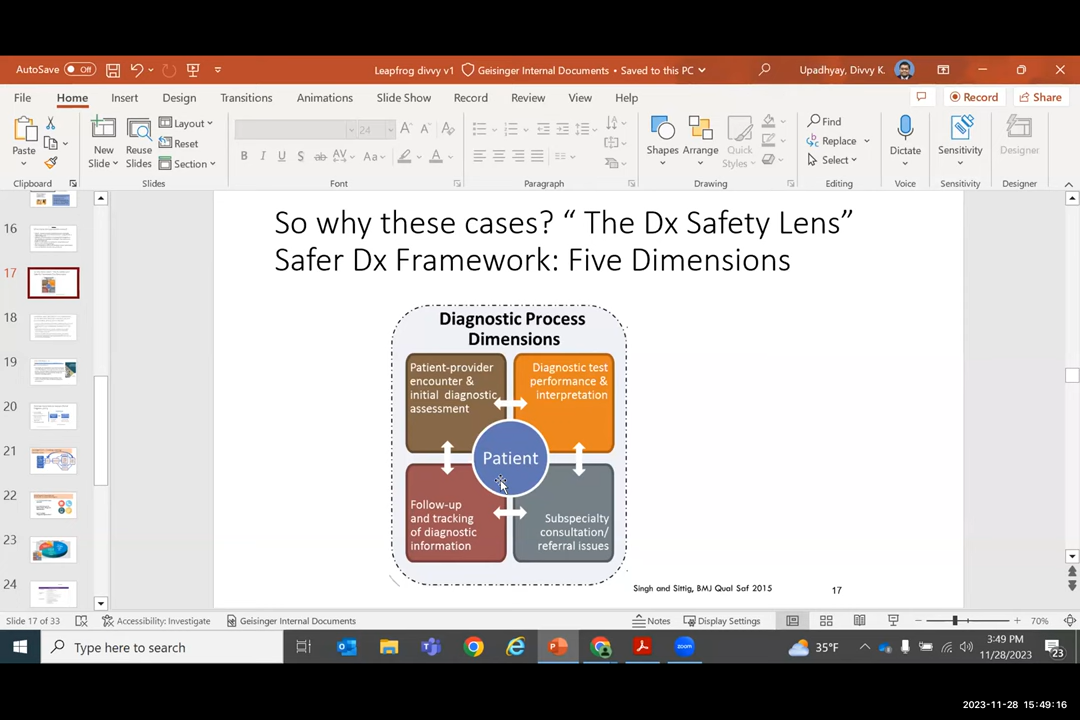 AutoSave Off
Leapfrog divvy v1
Geisinger Internal Documents • Saved to this PC
Upadhyay, Divvy K.
File Home Insert Design Transitions Animations Slide Show Record Review View Help
Record
Share
Paste
New Slide
Reuse Slides
Layout
Reset
Section
24
B I U S ab AV Aa A
Shapes
Arrange
Quick Styles
Find
Replace
Select
Dictate
Sensitivity
Designer
Clipboard
Slides
Font
Paragraph
Drawing
Editing
Voice
Sensitivity
Designer
16
17
18
19
20
21
22
23
24
So why these cases? “ The Dx Safety Lens”
Safer Dx Framework: Five Dimensions
Diagnostic Process
Dimensions
Patient-provider
encounter &
initial diagnostic
assessment
Diagnostic test
performance &
interpretation
Patient
Follow-up
and tracking
of diagnostic
information
Subspecialty
consultation/
referral issues
Singh and Sittig, BMJ Qual Saf 2015
17
Slide 17 of 33
Accessibility: Investigate
Geisinger Internal Documents
Notes
Display Settings
70%
Type here to search
35°F
3:49 PM
11/28/2023
23
2023-11-28 15:49:16